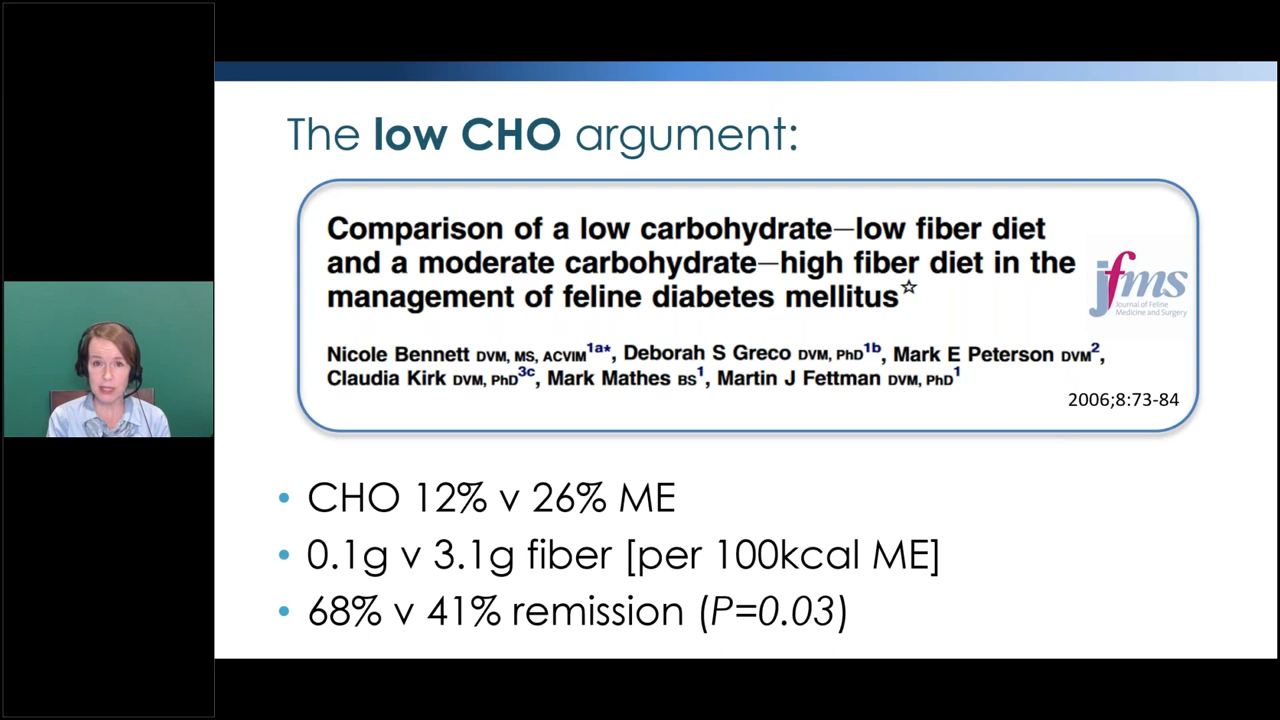 The low CHO argument:
Comparison of a low carbohydrate—low fiber diet
and a moderate carbohydrate—high fiber diet in the
management of feline diabetes mellitus☆
jfms
Journal of Feline
Medicine and Surgery
Nicole Bennett DVM, MS, ACVIM1a*, Deborah S Greco DVM, PhD1b, Mark E Peterson DVM2,
Claudia Kirk DVM, PhD3c, Mark Mathes BS1, Martin J Fettman DVM, PhD1
2006;8:73-84
• CHO 12% v 26% ME
• 0.1g v 3.1g fiber [per 100kcal ME]
• 68% v 41% remission (P=0.03)